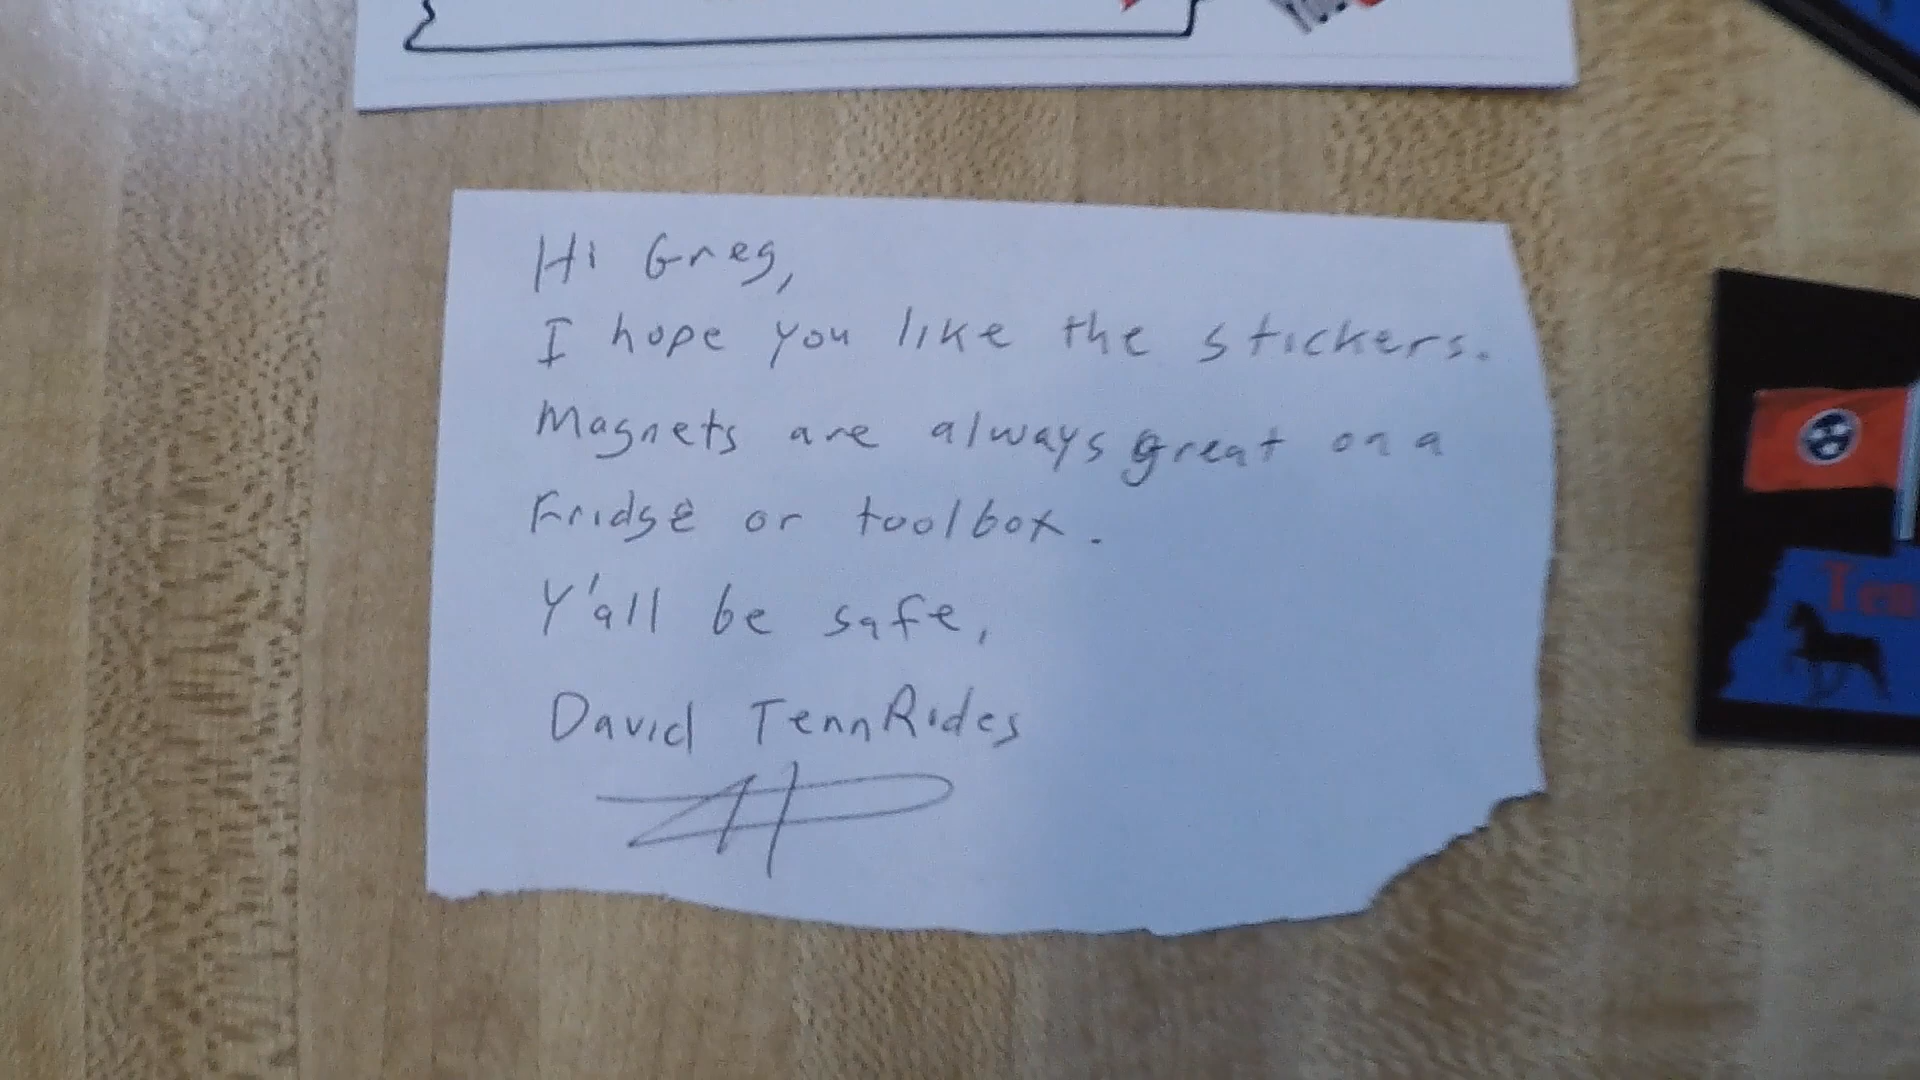 Hi Greg,
I hope you like the stickers.
Magnets are always great on a
Fridge or toolbox.
Y'all be safe,
David TennRides
Ten